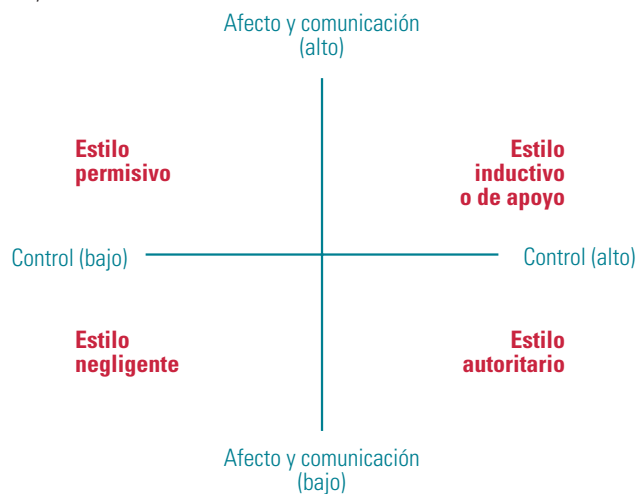 Afecto y comunicación
(alto)
Estilo
permisivo
Estilo
inductivo
o de apoyo
Control (bajo)
Control (alto)
Estilo
negligente
Estilo
autoritario
Afecto y comunicación
(bajo)